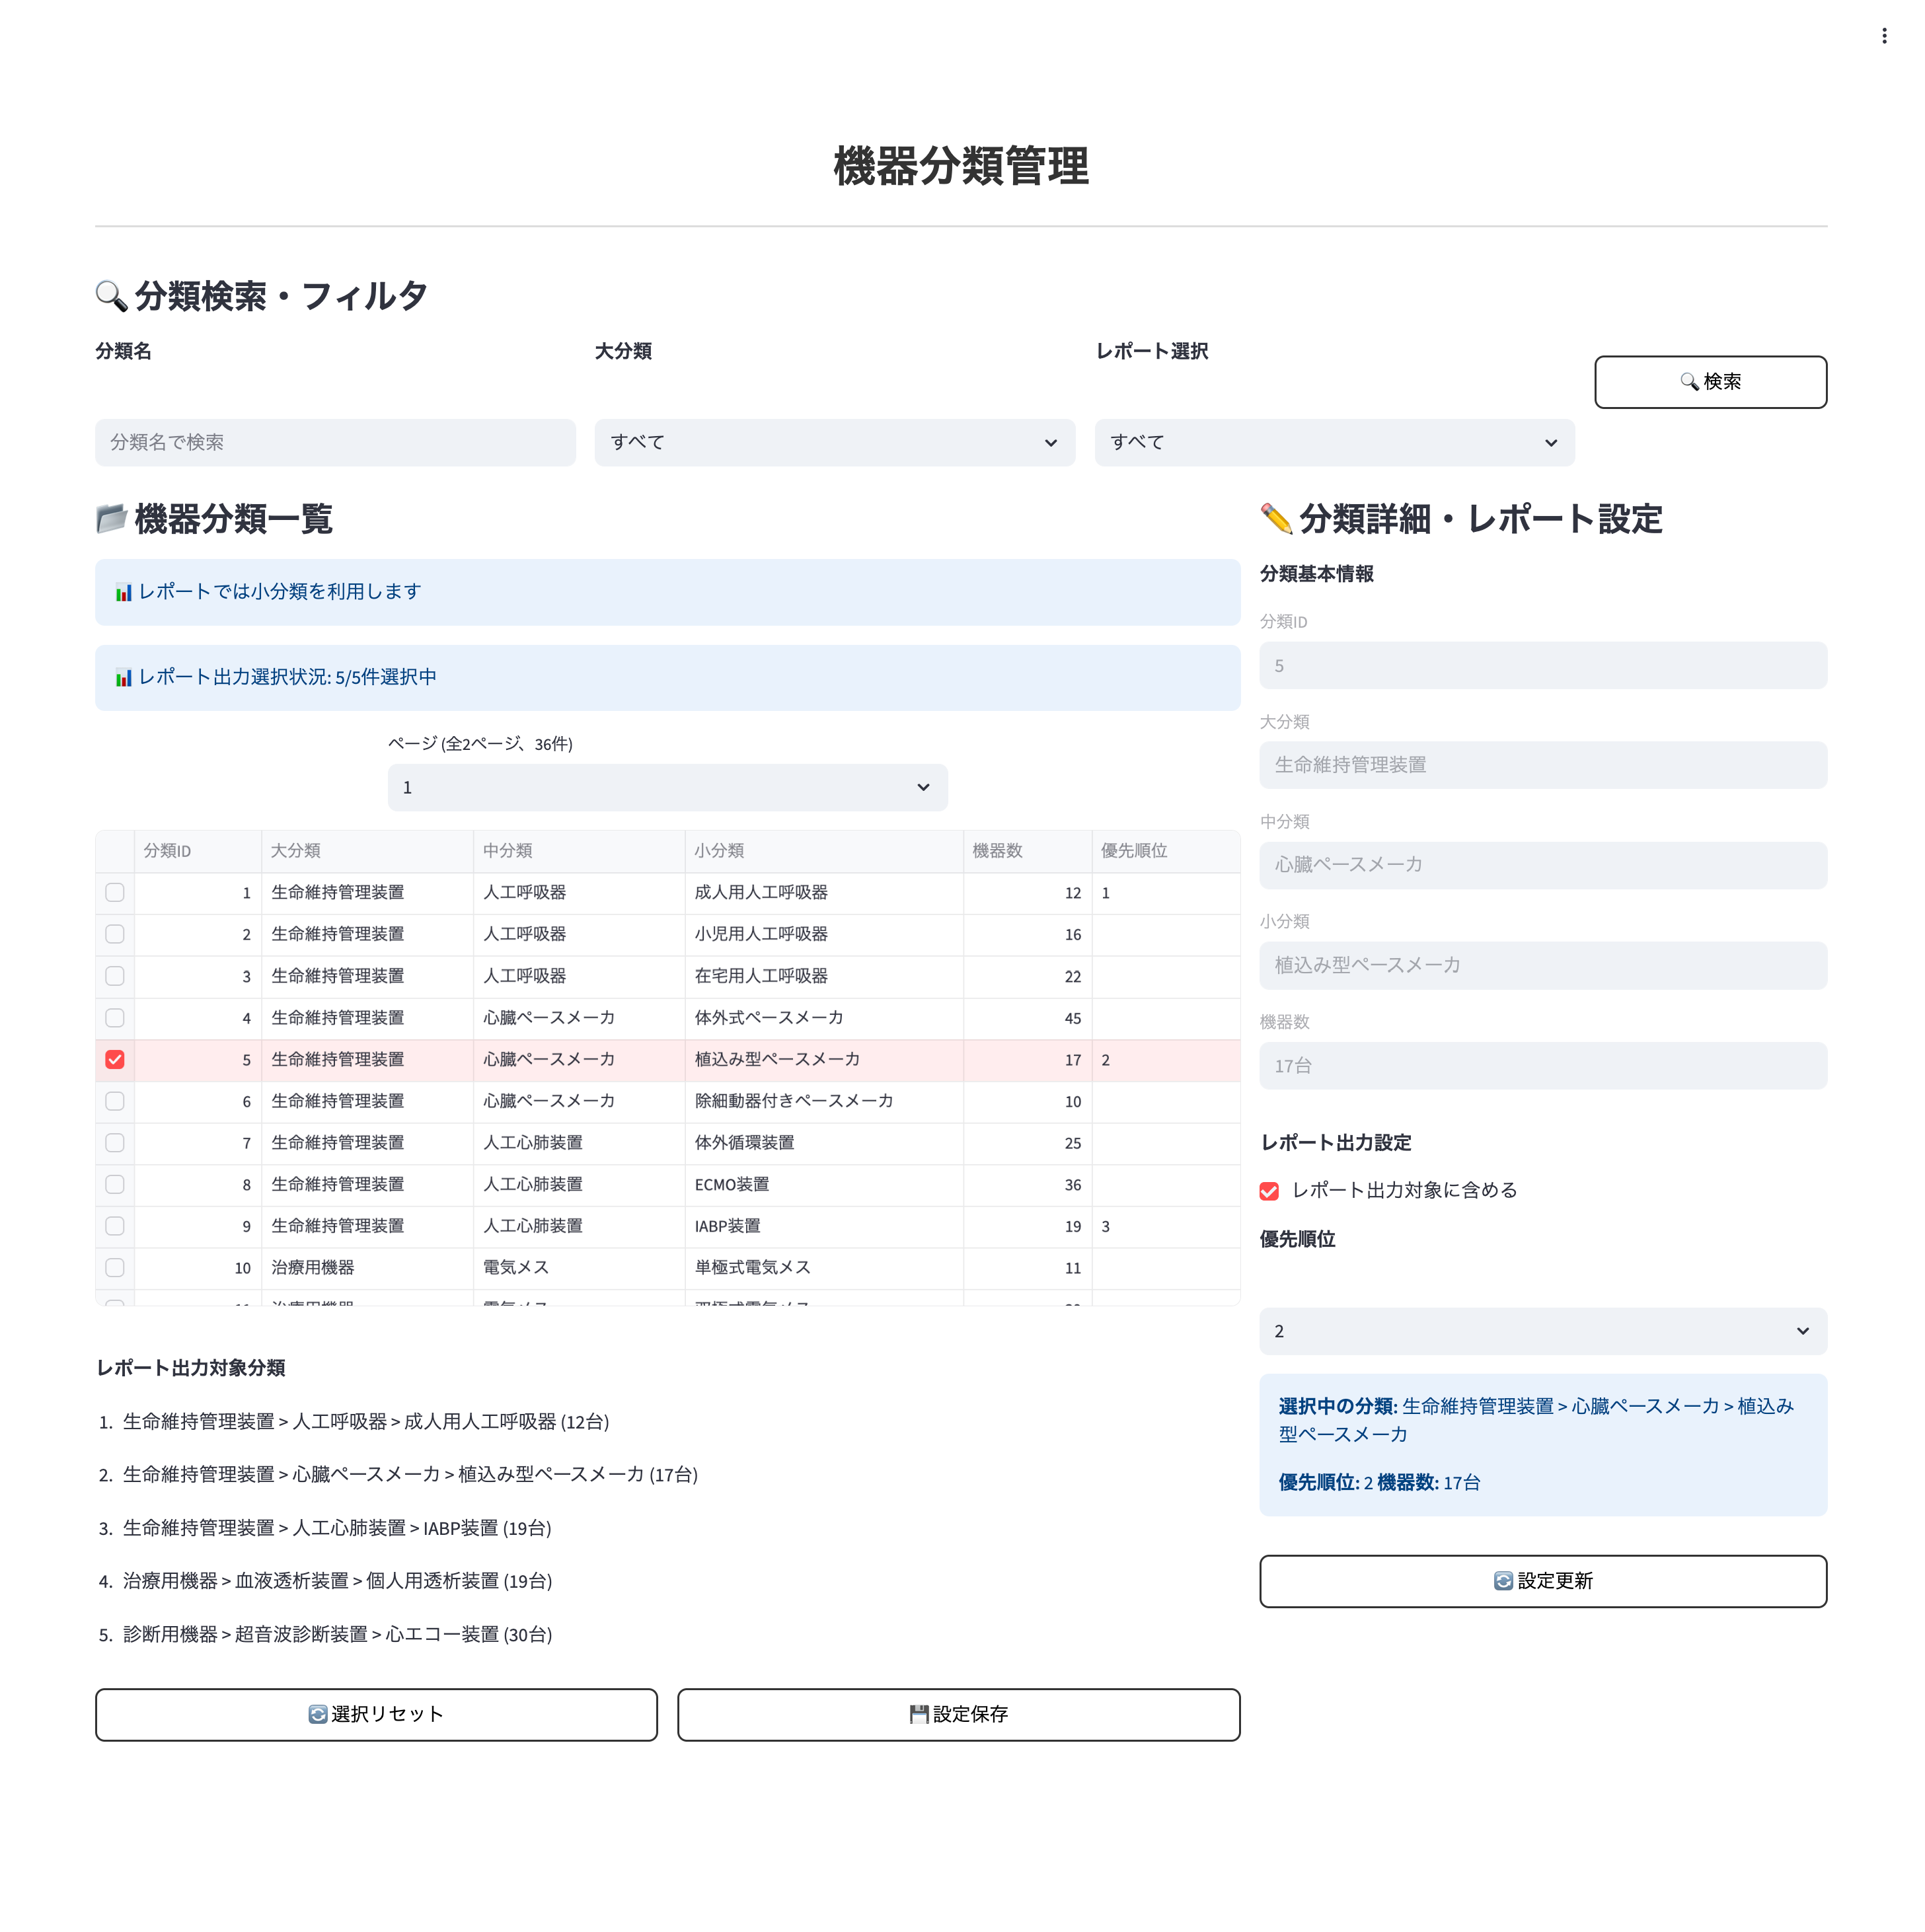 機器分類管理
🔍 分類検索・フィルタ
分類名
大分類
レポート選択
🔍 検索
分類名で検索
すべて
すべて
📂 機器分類一覧
📊 レポートでは小分類を利用します
📊 レポート出力選択状況: 5/5件選択中
ページ (全2ページ、36件)
1
分類ID 大分類 中分類 小分類 機器数 優先順位
1 生命維持管理装置 人工呼吸器 成人用人工呼吸器 12 1
2 生命維持管理装置 人工呼吸器 小児用人工呼吸器 16
3 生命維持管理装置 人工呼吸器 在宅用人工呼吸器 22
4 生命維持管理装置 心臓ペースメーカ 体外式ペースメーカ 45
5 生命維持管理装置 心臓ペースメーカ 植込み型ペースメーカ 17 2
6 生命維持管理装置 心臓ペースメーカ 除細動器付きペースメーカ 10
7 生命維持管理装置 人工心肺装置 体外循環装置 25
8 生命維持管理装置 人工心肺装置 ECMO装置 36
9 生命維持管理装置 人工心肺装置 IABP装置 19 3
10 治療用機器 電気メス 単極式電気メス 11
レポート出力対象分類
1. 生命維持管理装置 > 人工呼吸器 > 成人用人工呼吸器 (12台)
2. 生命維持管理装置 > 心臓ペースメーカ > 植込み型ペースメーカ (17台)
3. 生命維持管理装置 > 人工心肺装置 > IABP装置 (19台)
4. 治療用機器 > 血液透析装置 > 個人用透析装置 (19台)
5. 診断用機器 > 超音波診断装置 > 心エコー装置 (30台)
🔄 選択リセット
💾 設定保存
✏️ 分類詳細・レポート設定
分類基本情報
分類ID
5
大分類
生命維持管理装置
中分類
心臓ペースメーカ
小分類
植込み型ペースメーカ
機器数
17台
レポート出力設定
レポート出力対象に含める
優先順位
2
選択中の分類: 生命維持管理装置 > 心臓ペースメーカ > 植込み
型ペースメーカ
優先順位: 2 機器数: 17台
🔄 設定更新